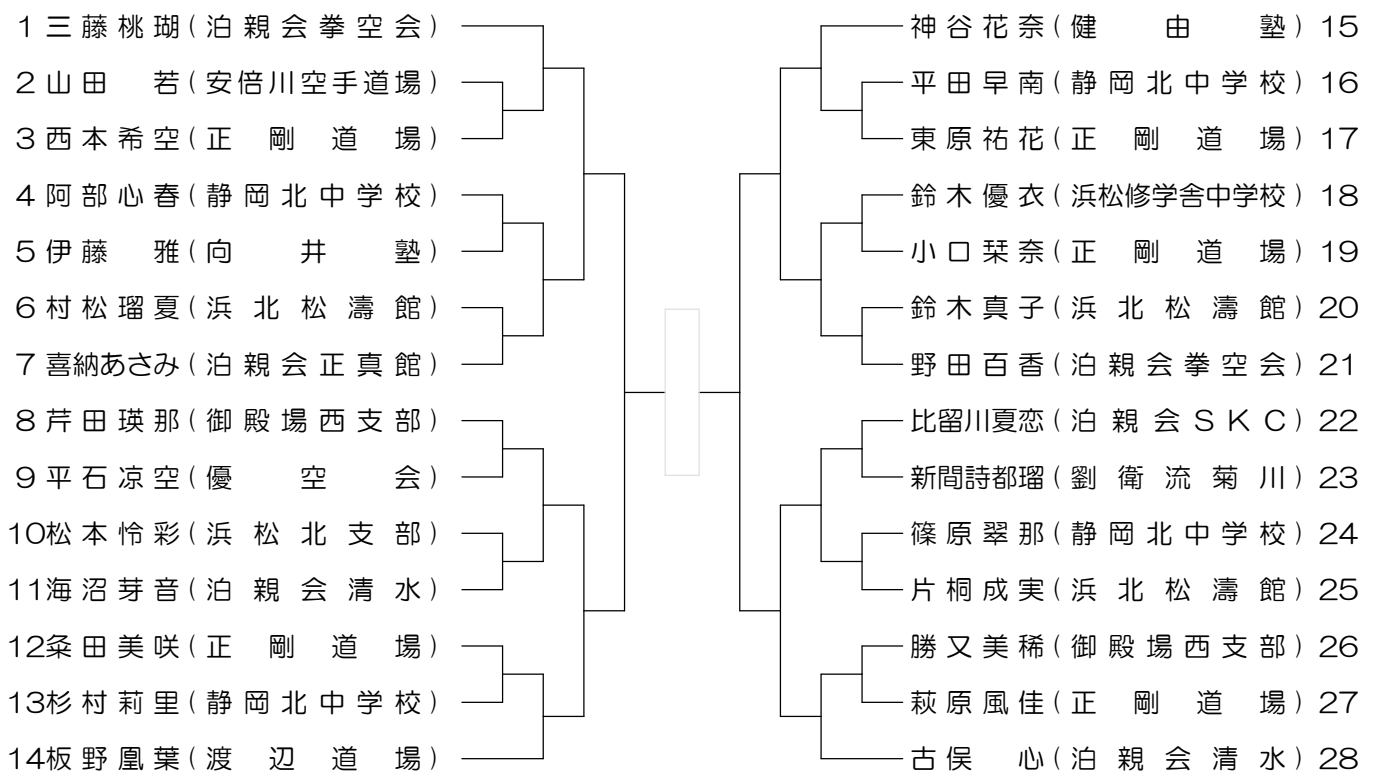 1 三藤桃瑚(泊親会拳空会)
2 山田 若(安倍川空手道場)
3 西本希空(正剛道場)
4 阿部心春(静岡北中学校)
5 伊藤 雅(向井塾)
6 村松瑠夏(浜北松濤館)
7 喜納あさみ(泊親会正真館)
8 芹田瑛那(御殿場西支部)
9 平石凉空(優空会)
10 松本怜彩(浜松北支部)
11 海沼芽音(泊親会清水)
12 粂田美咲(正剛道場)
13 杉村莉里(静岡北中学校)
14 板野凰葉(渡辺道場)
神谷花奈(健由塾) 15
平田早南(静岡北中学校) 16
東原祐花(正剛道場) 17
鈴木優衣(浜松修学舎中学校) 18
小口栞奈(正剛道場) 19
鈴木真子(浜北松濤館) 20
野田百香(泊親会拳空会) 21
比留川夏恋(泊親会SKC) 22
新間詩都瑠(劉衛流菊川) 23
篠原翠那(静岡北中学校) 24
片桐成実(浜北松濤館) 25
勝又美稀(御殿場西支部) 26
萩原風佳(正剛道場) 27
古俣 心(泊親会清水) 28